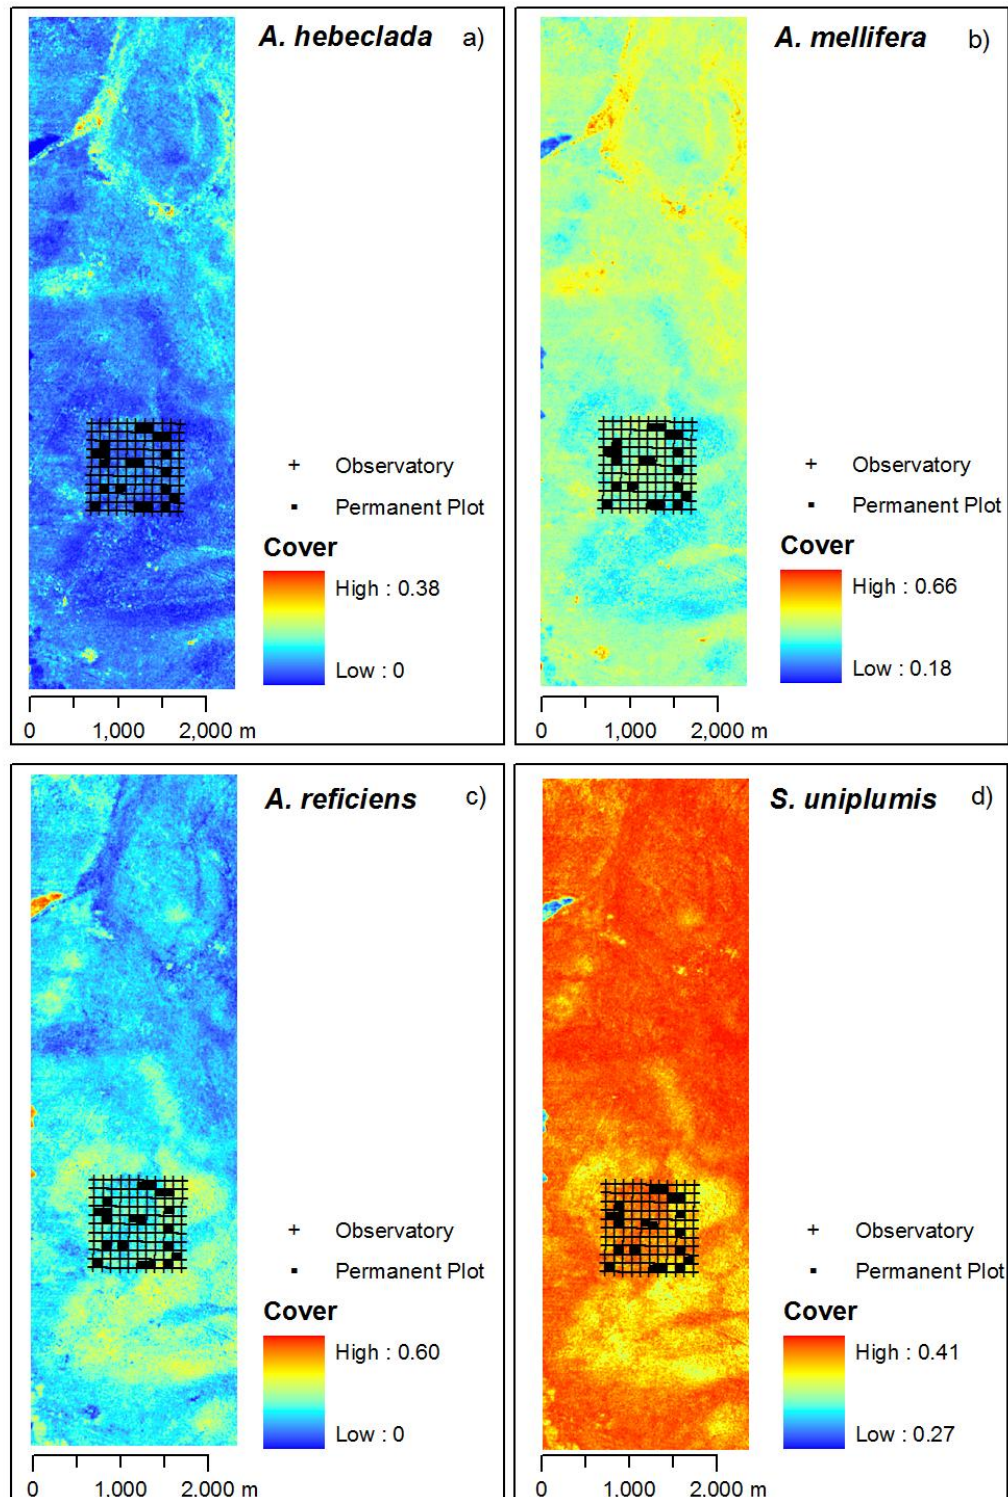 A. hebeclada a)
+ Observatory
Permanent Plot
Cover
High : 0.38
Low : 0
0 1,000 2,000 m
A. mellifera b)
+ Observatory
Permanent Plot
Cover
High : 0.66
Low : 0.18
0 1,000 2,000 m
A. reficiens c)
+ Observatory
Permanent Plot
Cover
High : 0.60
Low : 0
0 1,000 2,000 m
S. uniplumis d)
+ Observatory
Permanent Plot
Cover
High : 0.41
Low : 0.27
0 1,000 2,000 m